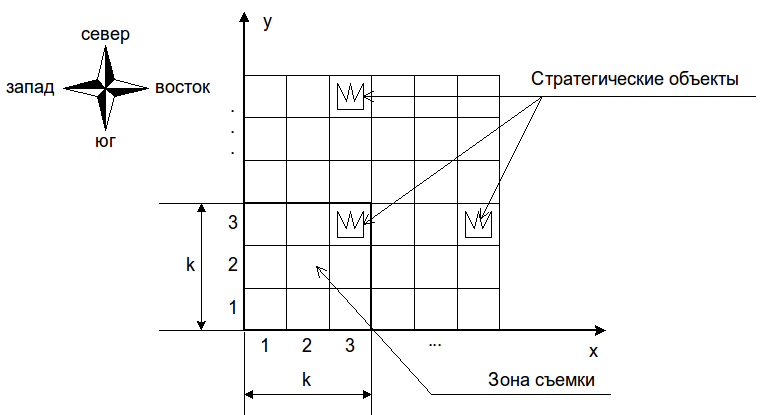 север
y
запад
восток
юг
Стратегические объекты
.
.
.
3
k
2
1
1 2 3 ...
x
k
Зона съемки